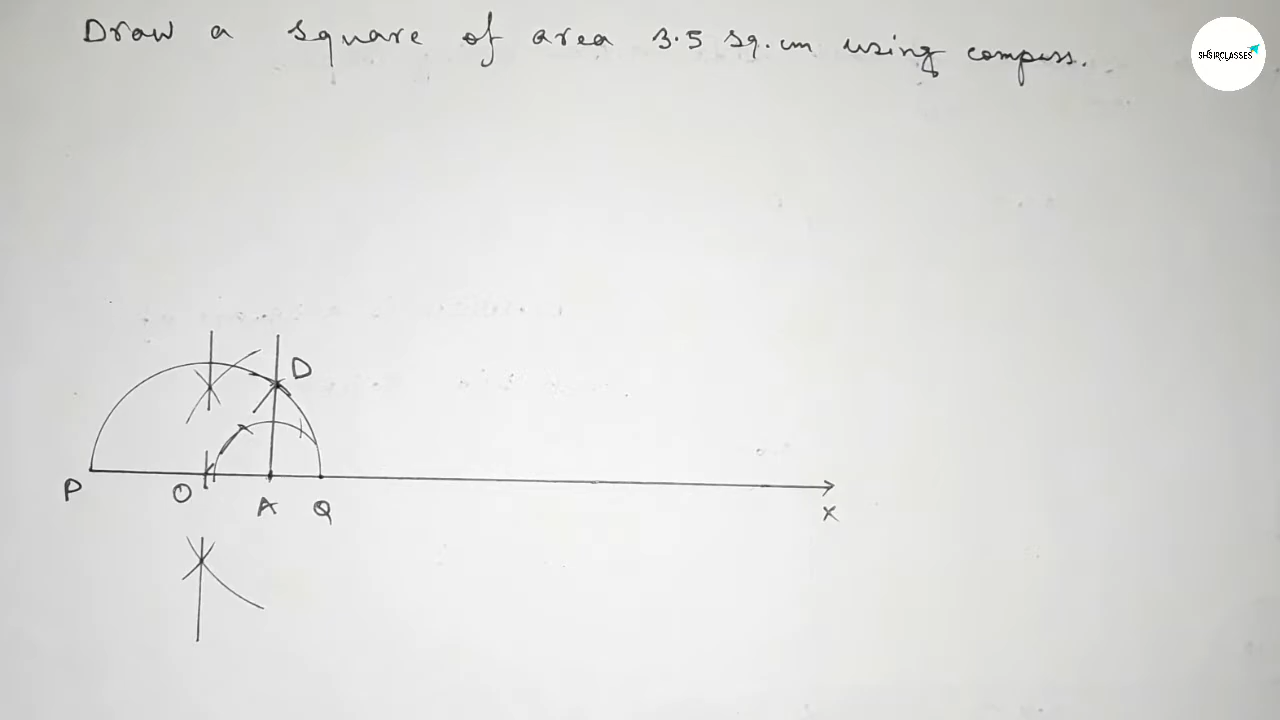 Draw a square of area 3.5 sq.cm using compass.
SHSIRCLASSES
D
P O A Q X